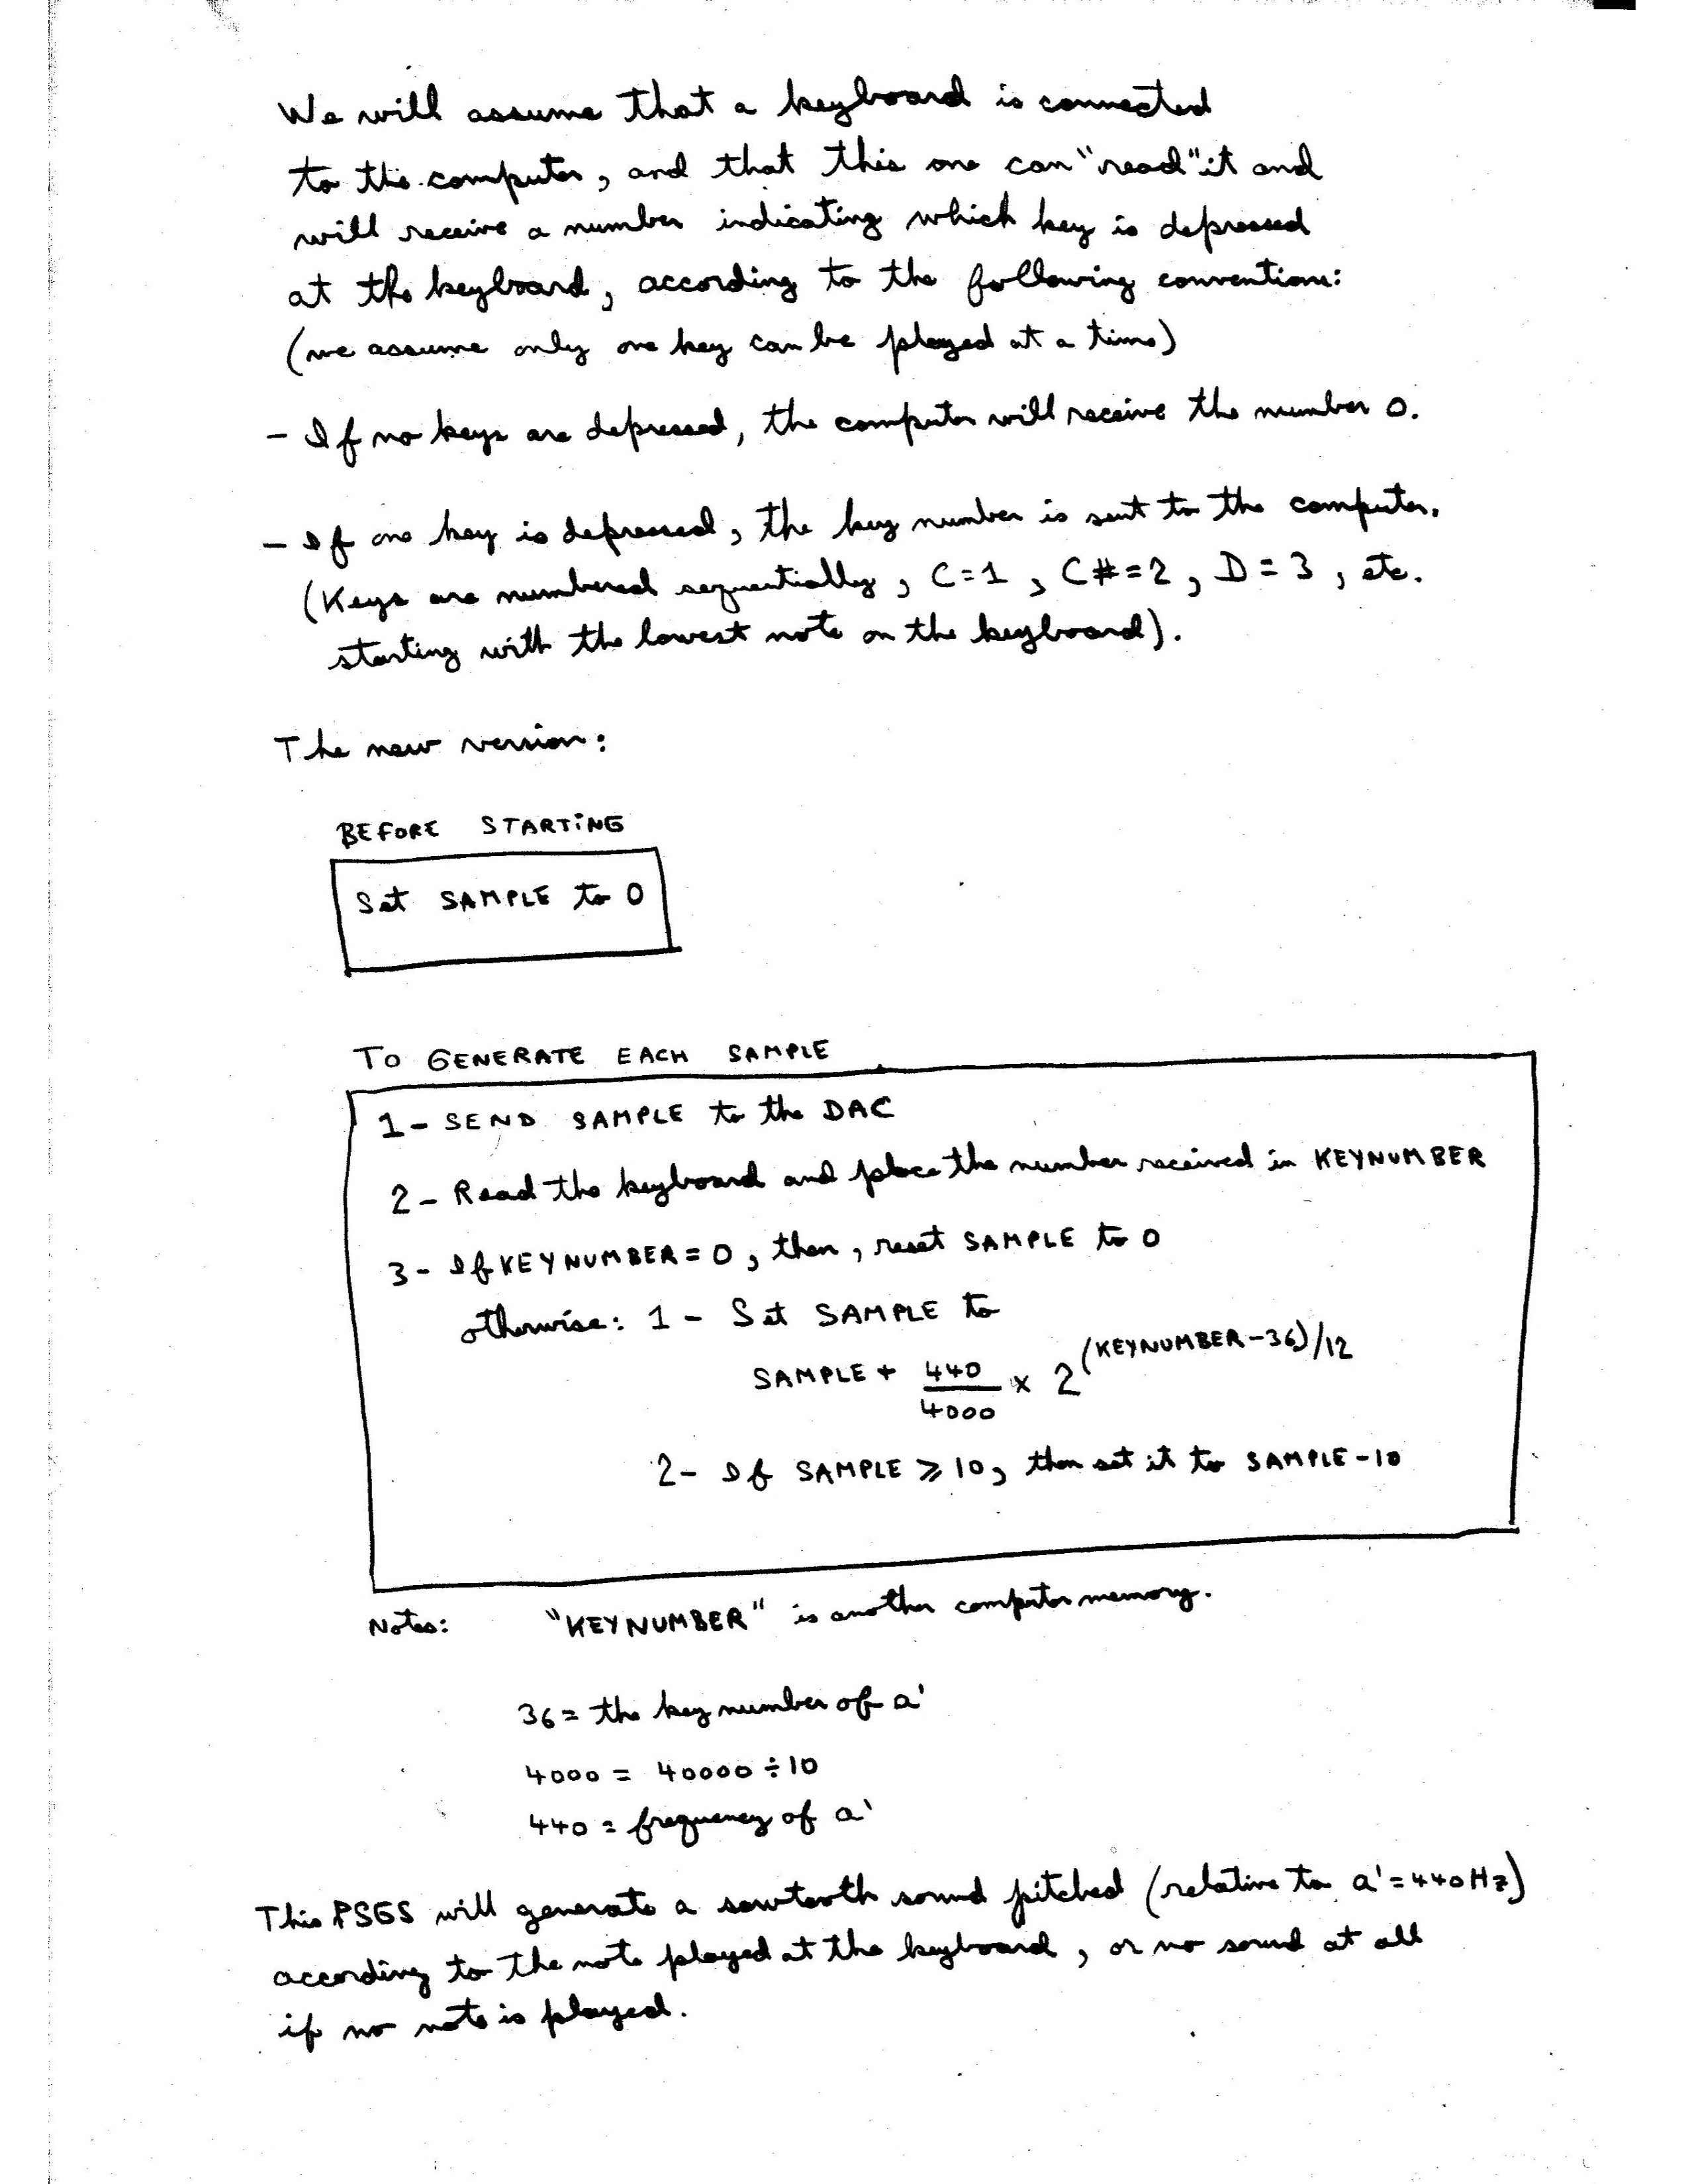 We will assume that a keyboard is connected
to the computer, and that this one can "read" it and
will receive a number indicating which key is depressed
at the keyboard, according to the following conventions:
(we assume only one key can be played at a time)
- If no keys are depressed, the computer will receive the number 0.
- If one key is depressed, the key number is sent to the computer.
(Keys are numbered sequentially, C=1, C#=2, D=3, etc.
starting with the lowest note on the keyboard).
The new version:
BEFORE STARTING
Set SAMPLE to 0
TO GENERATE EACH SAMPLE
1- SEND SAMPLE to the DAC
2- Read the keyboard and place the number received in KEYNUMBER
3- If KEYNUMBER = 0, then, reset SAMPLE to 0
otherwise: 1- Set SAMPLE to
SAMPLE + 440/4000 x 2^(KEYNUMBER-36)/12
2- If SAMPLE ≥ 10, then set it to SAMPLE-10
Notes: "KEYNUMBER" is another computer memory.
36 = the key number of a'
4000 = 40000 ÷ 10
440 = frequency of a'
This PSGS will generate a sawtooth sound pitched (relative to a'=440Hz)
according to the note played at the keyboard, or no sound at all
if no note is played.